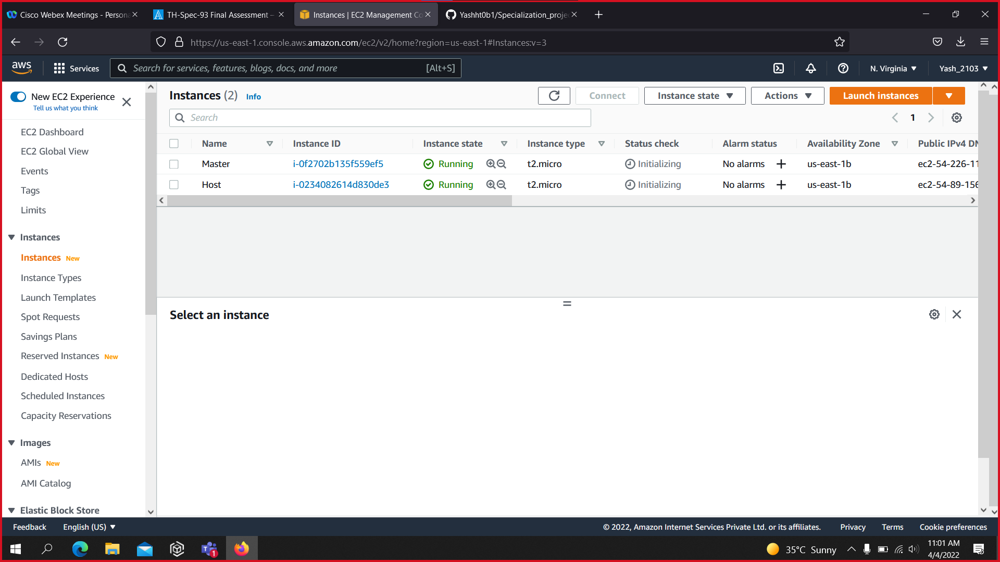 Cisco Webex Meetings - Persona
TH-Spec-93 Final Assessment –
Instances | EC2 Management Co
Yashht0b1/Specialization_proje
https://us-east-1.console.aws.amazon.com/ec2/v2/home?region=us-east-1#Instances:v=3
aws
Services
Search for services, features, blogs, docs, and more
[Alt+S]
N. Virginia
Yash_2103
New EC2 Experience
Tell us what you think
EC2 Dashboard
EC2 Global View
Events
Tags
Limits
Instances
Instances New
Instance Types
Launch Templates
Spot Requests
Savings Plans
Reserved Instances New
Dedicated Hosts
Scheduled Instances
Capacity Reservations
Images
AMIs New
AMI Catalog
Elastic Block Store
Instances (2) Info
Connect
Instance state
Actions
Launch instances
Search
1
Name Instance ID Instance state Instance type Status check Alarm status Availability Zone Public IPv4 DN
Master i-0f2702b135f559ef5 Running t2.micro Initializing No alarms us-east-1b ec2-54-226-11
Host i-0234082614d830de3 Running t2.micro Initializing No alarms us-east-1b ec2-54-89-156
Select an instance
Feedback English (US)
© 2022, Amazon Internet Services Private Ltd. or its affiliates. Privacy Terms Cookie preferences
T
1
35°C Sunny
11:01 AM
4/4/2022